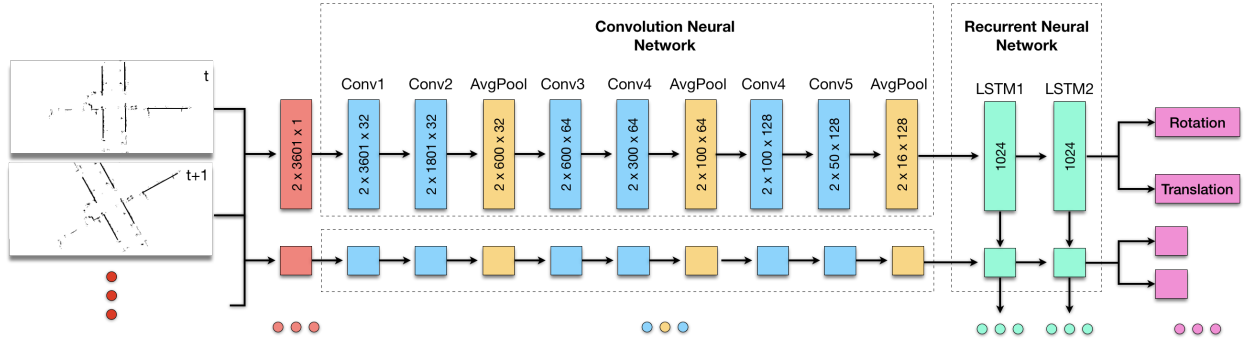 Convolution Neural
Network
Recurrent Neural
Network
t
Conv1
Conv2
AvgPool
Conv3
Conv4
AvgPool
Conv4
Conv5
AvgPool
LSTM1
LSTM2
2 x 3601 x 1
2 x 3601 x 32
2 x 1801 x 32
2 x 600 x 32
2 x 600 x 64
2 x 300 x 64
2 x 100 x 64
2 x 100 x 128
2 x 50 x 128
2 x 16 x 128
1024
1024
Rotation
Translation
t+1